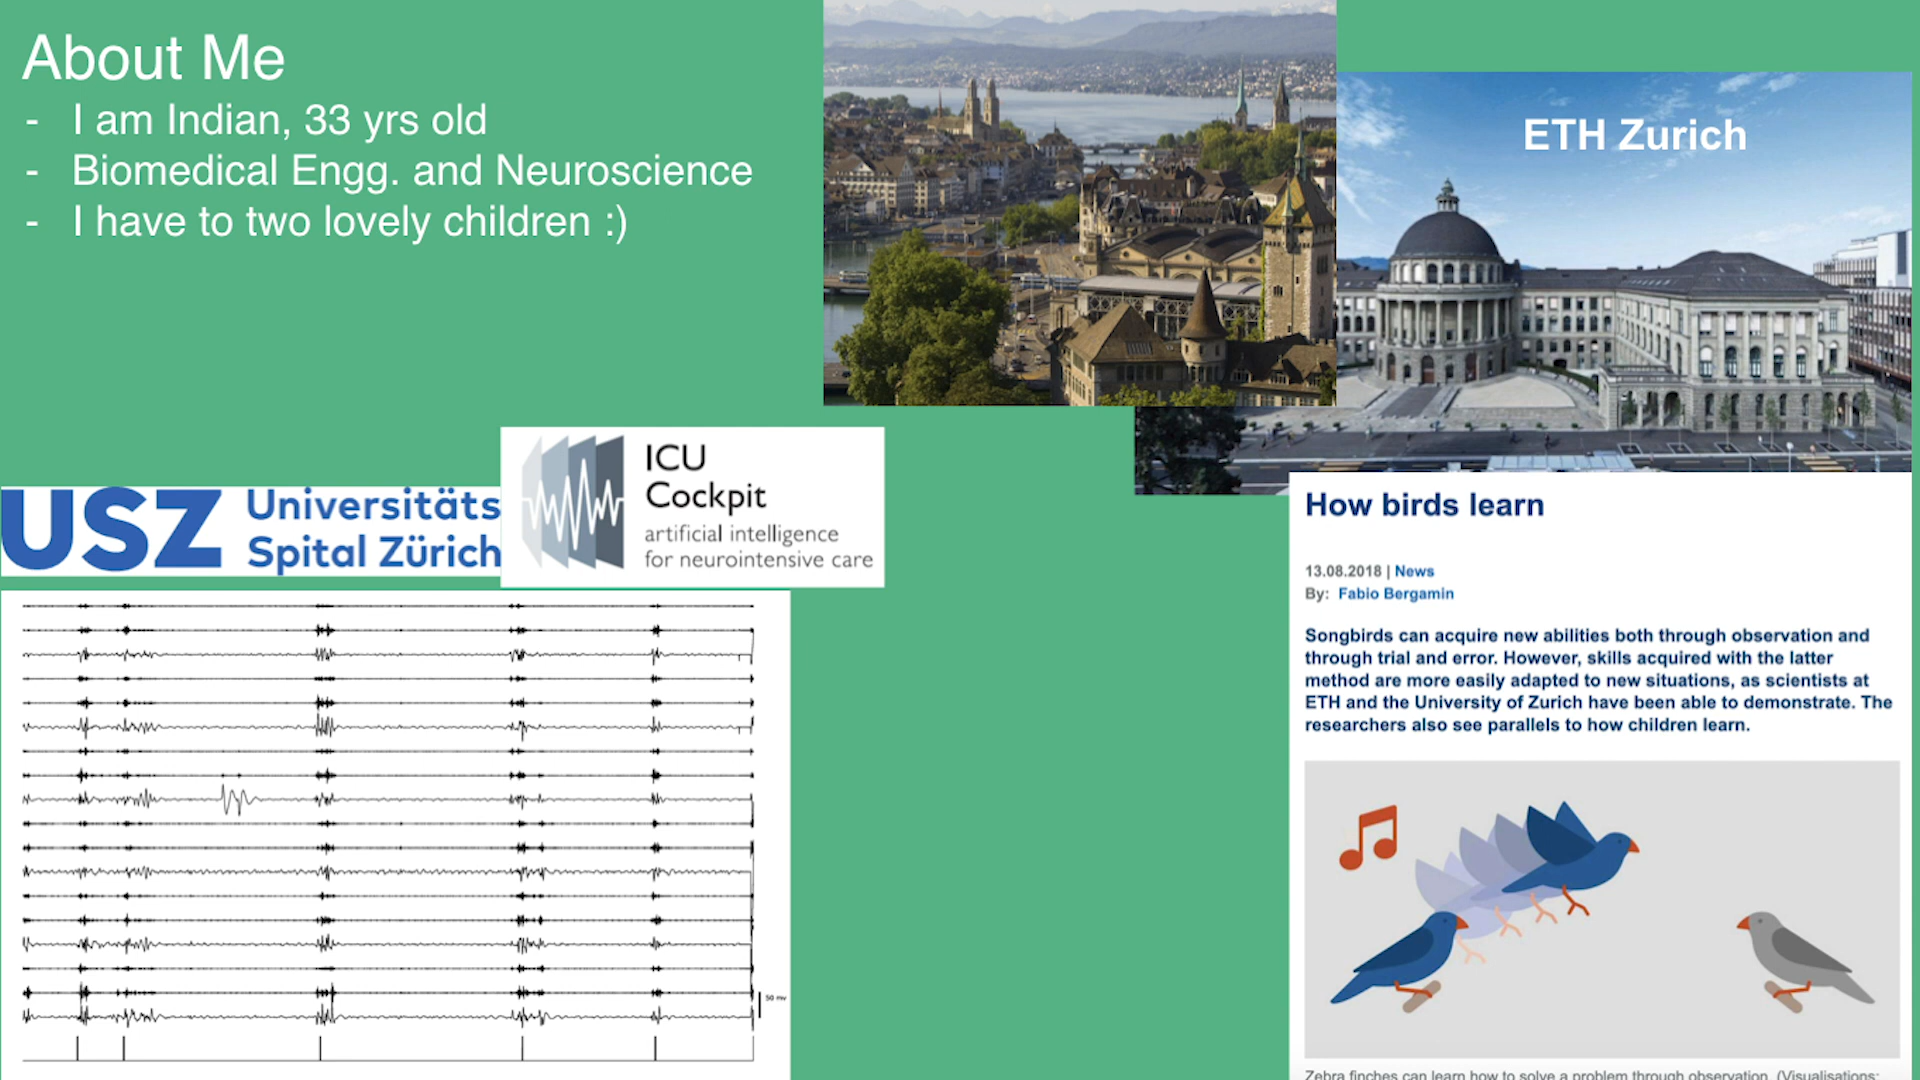 About Me
- I am Indian, 33 yrs old
- Biomedical Engg. and Neuroscience
- I have to two lovely children :)
ETH Zurich
USZ Universitäts
Spital Zürich
ICU
Cockpit
artificial intelligence
for neurointensive care
50 mv
How birds learn
13.08.2018 | News
By: Fabio Bergamin
Songbirds can acquire new abilities both through observation and
through trial and error. However, skills acquired with the latter
method are more easily adapted to new situations, as scientists at
ETH and the University of Zurich have been able to demonstrate. The
researchers also see parallels to how children learn.
Zebra finches can learn how to solve a problem through observation. (Visualisations: